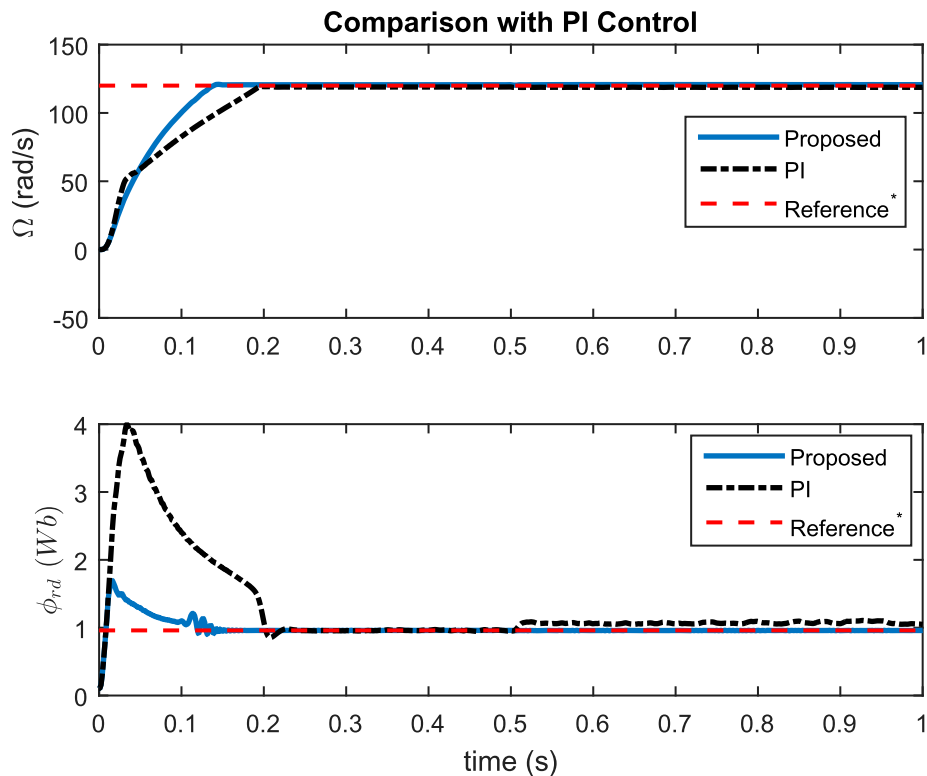 Comparison with PI Control
150
100
50
0
-50
Ω (rad/s)
Proposed
PI
Reference*
0 0.1 0.2 0.3 0.4 0.5 0.6 0.7 0.8 0.9 1
4
3
2
1
0
ϕrd (Wb)
Proposed
PI
Reference*
0 0.1 0.2 0.3 0.4 0.5 0.6 0.7 0.8 0.9 1
time (s)